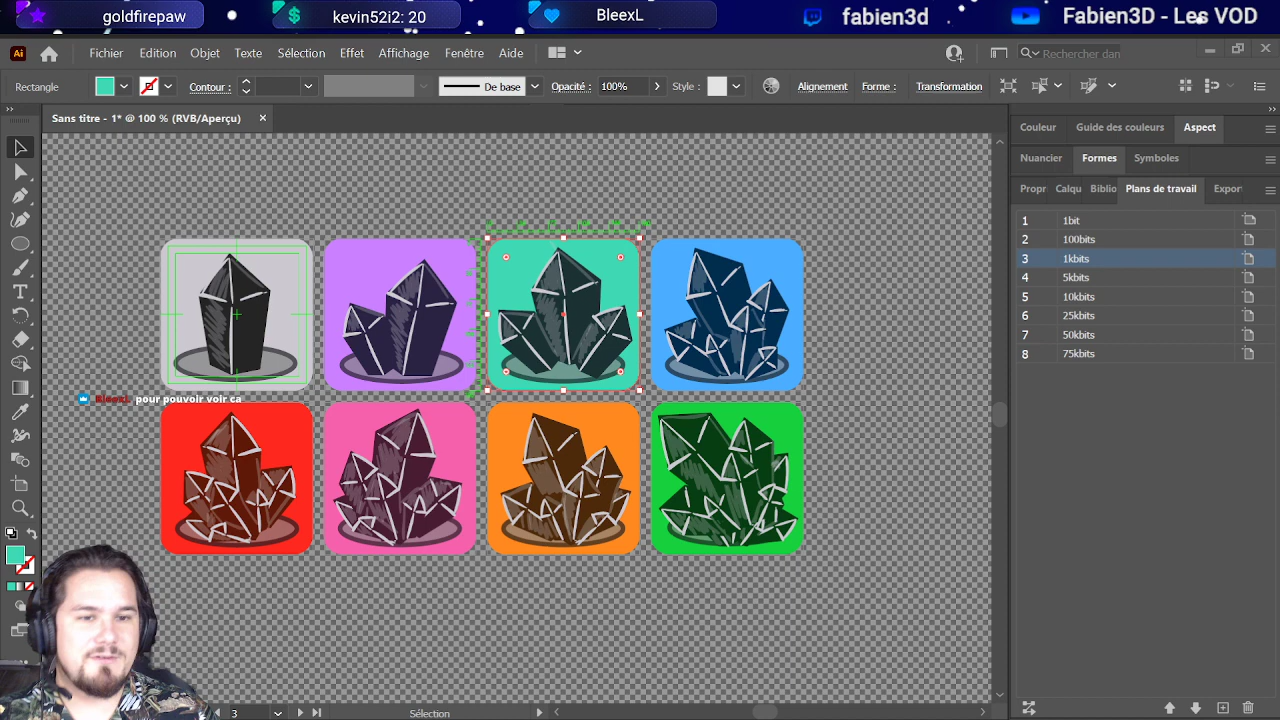 goldfirepaw
kevin52i2: 20
BleexL
fabien3d
Fabien3D - Les VOD
Ai
Fichier Edition Objet Texte Sélection Effet Affichage Fenêtre Aide
Rechercher dan
Rectangle
Contour :
De base
Opacité :
100%
Style :
Alignement
Forme :
Transformation
Sans titre - 1* @ 100 % (RVB/Aperçu)
Couleur Guide des couleurs Aspect
Nuancier Formes Symboles
Propr Calqu Biblio Plans de travail Expor
1 1bit
2 100bits
3 1kbits
4 5kbits
5 10kbits
6 25kbits
7 50kbits
8 75kbits
BleexL pour pouvoir voir ca
3
Sélection